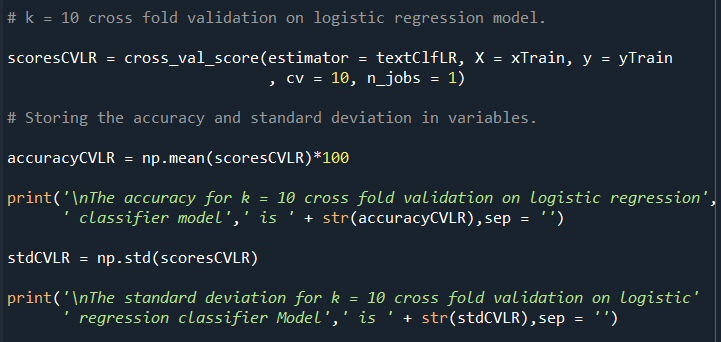 # k = 10 cross fold validation on logistic regression model.
scoresCVLR = cross_val_score(estimator = textClfLR, X = xTrain, y = yTrain
, cv = 10, n_jobs = 1)
# Storing the accuracy and standard deviation in variables.
accuracyCVLR = np.mean(scoresCVLR)*100
print('\nThe accuracy for k = 10 cross fold validation on logistic regression',
' classifier model',' is ' + str(accuracyCVLR),sep = '')
stdCVLR = np.std(scoresCVLR)
print('\nThe standard deviation for k = 10 cross fold validation on logistic'
' regression classifier Model',' is ' + str(stdCVLR),sep = '')